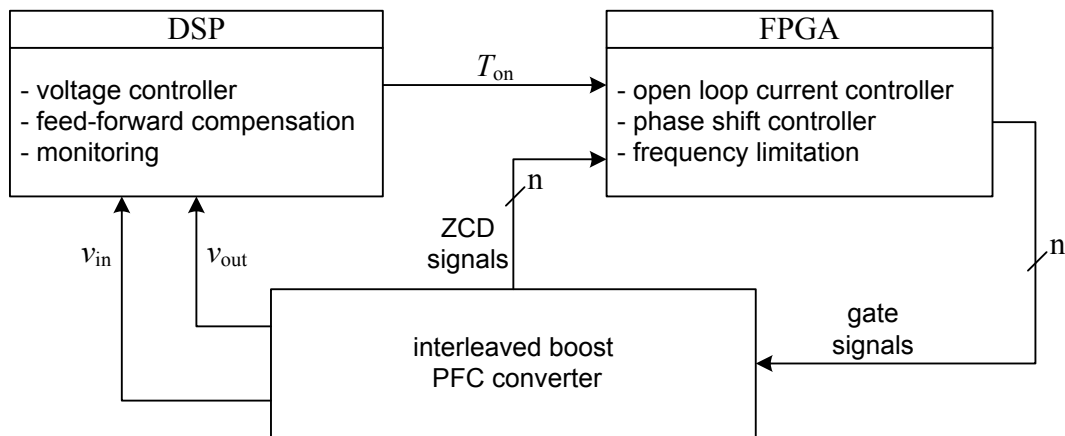 DSP
- voltage controller
- feed-forward compensation
- monitoring
Ton
FPGA
- open loop current controller
- phase shift controller
- frequency limitation
n
ZCD
signals
vin
vout
n
gate
signals
interleaved boost
PFC converter